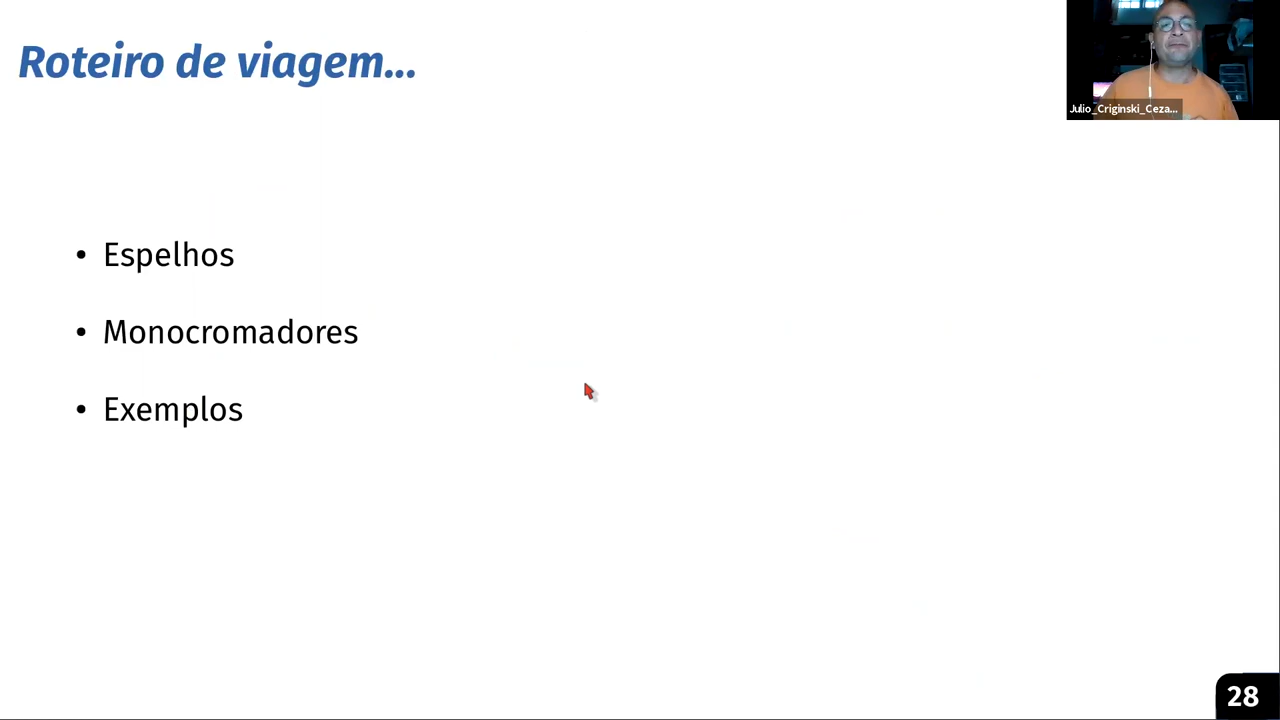 Roteiro de viagem...
Julio_Criginski_Ceza...
• Espelhos
• Monocromadores
• Exemplos
28